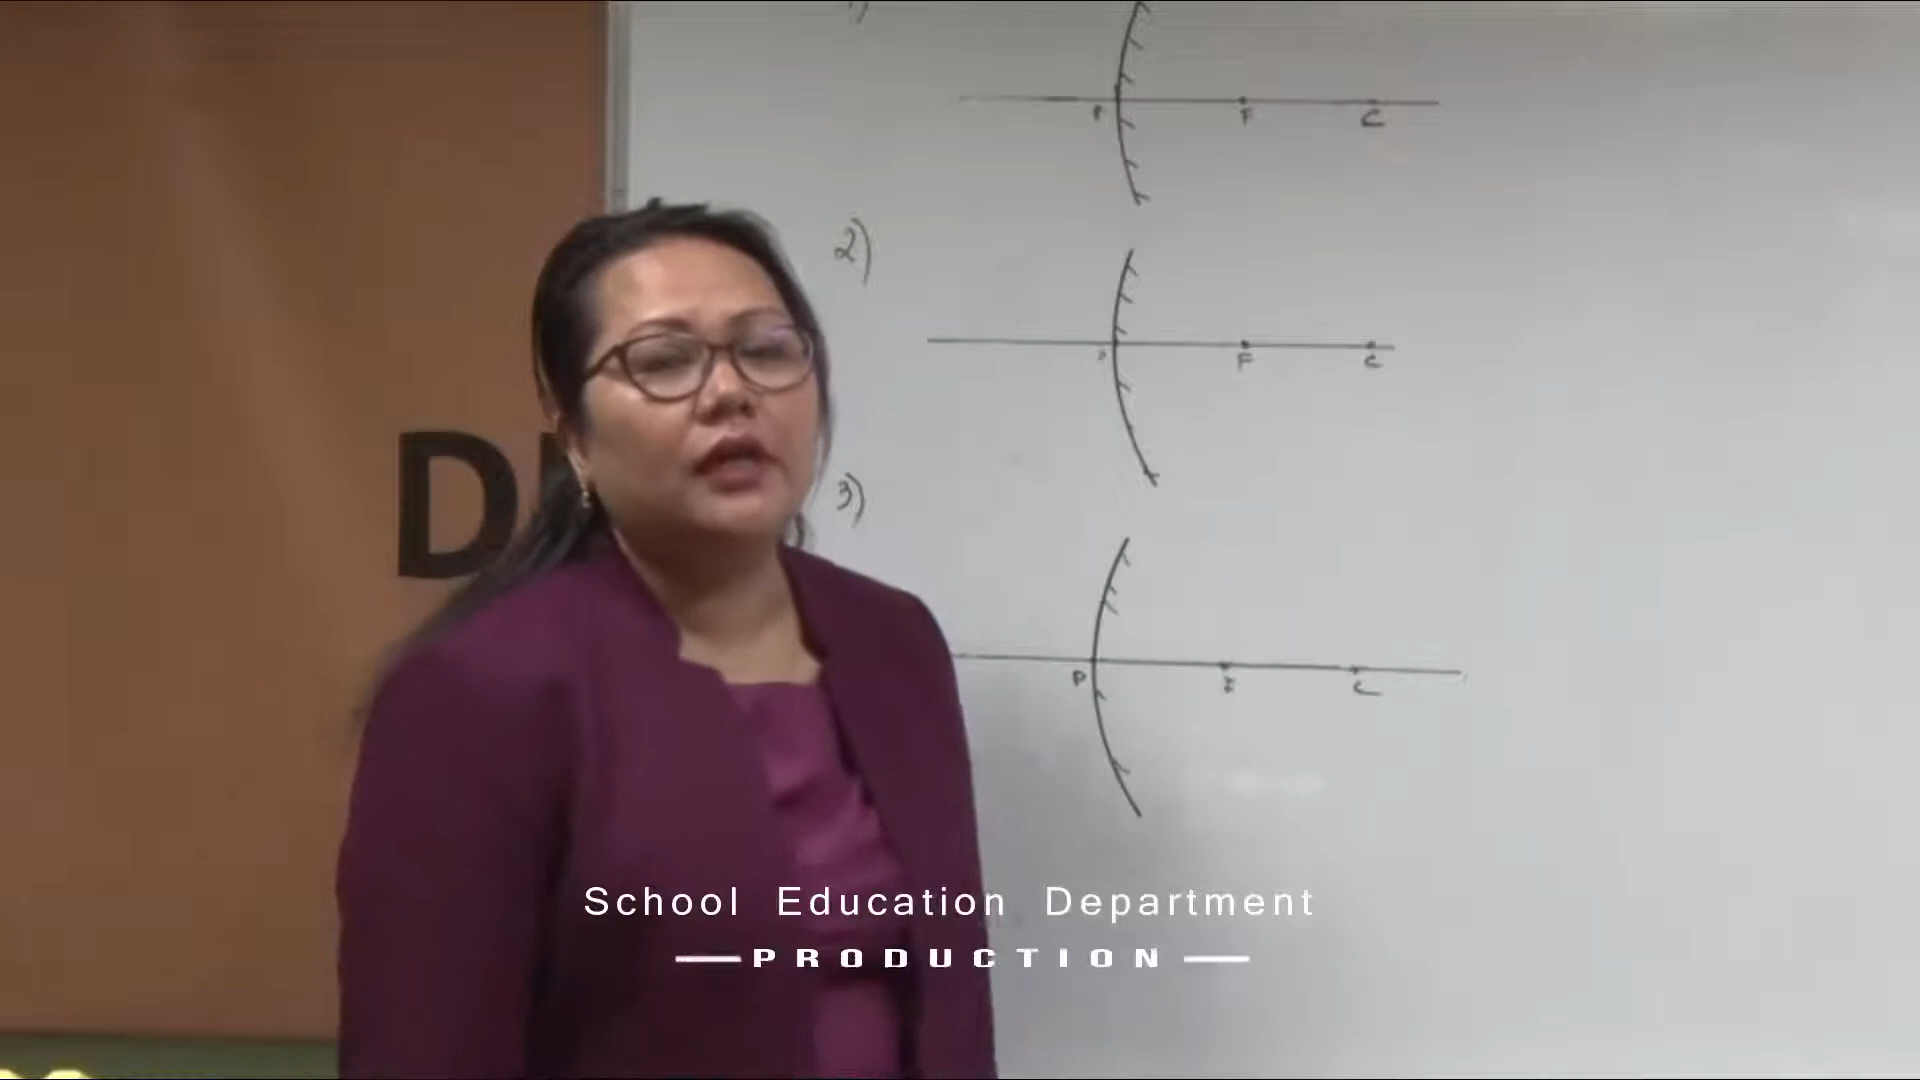 P F C
2)
P F C
3)
P F C
D
School Education Department
PRODUCTION